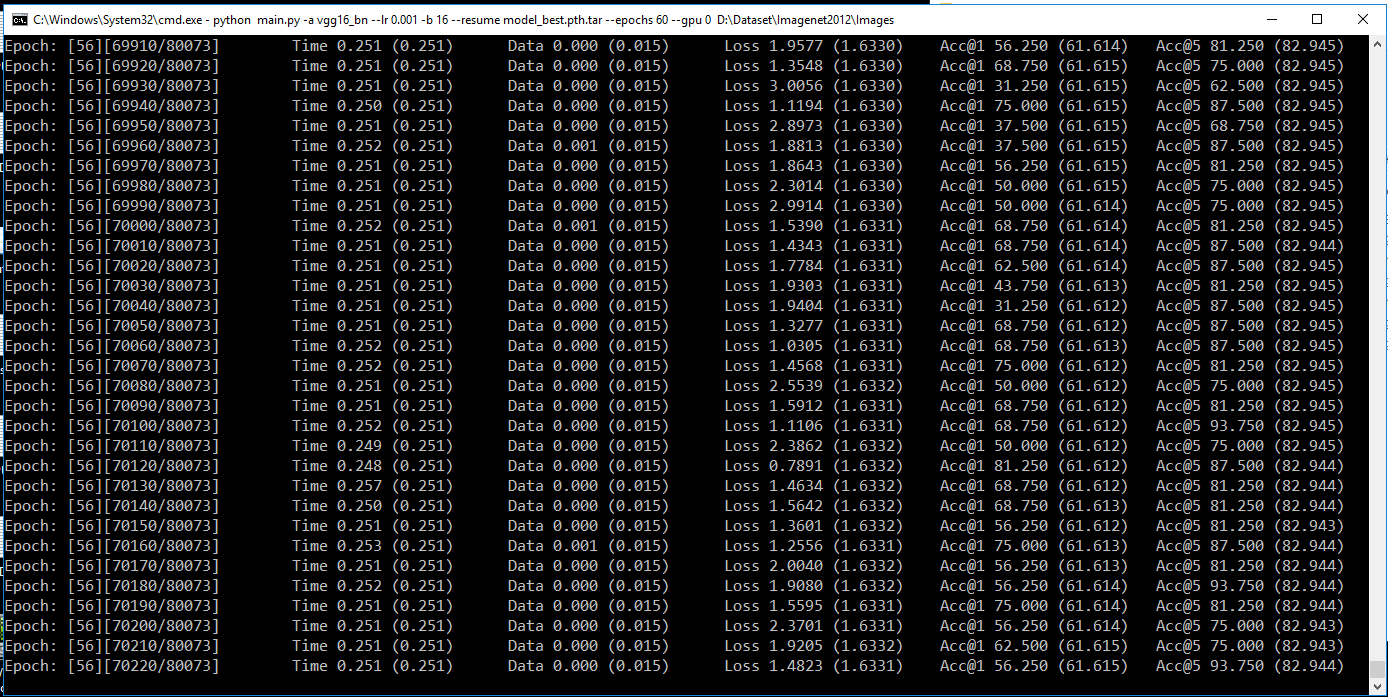 C:\Windows\System32\cmd.exe - python main.py -a vgg16_bn --lr 0.001 -b 16 --resume model_best.pth.tar --epochs 60 --gpu 0 D:\Dataset\Imagenet2012\Images
Epoch: [56][69910/80073] Time 0.251 (0.251) Data 0.000 (0.015) Loss 1.9577 (1.6330) Acc@1 56.250 (61.614) Acc@5 81.250 (82.945)
Epoch: [56][69920/80073] Time 0.251 (0.251) Data 0.000 (0.015) Loss 1.3548 (1.6330) Acc@1 68.750 (61.615) Acc@5 75.000 (82.945)
Epoch: [56][69930/80073] Time 0.251 (0.251) Data 0.000 (0.015) Loss 3.0056 (1.6330) Acc@1 31.250 (61.615) Acc@5 62.500 (82.945)
Epoch: [56][69940/80073] Time 0.250 (0.251) Data 0.000 (0.015) Loss 1.1194 (1.6330) Acc@1 75.000 (61.615) Acc@5 87.500 (82.945)
Epoch: [56][69950/80073] Time 0.251 (0.251) Data 0.000 (0.015) Loss 2.8973 (1.6330) Acc@1 37.500 (61.615) Acc@5 68.750 (82.945)
Epoch: [56][69960/80073] Time 0.252 (0.251) Data 0.001 (0.015) Loss 1.8813 (1.6330) Acc@1 37.500 (61.615) Acc@5 87.500 (82.945)
Epoch: [56][69970/80073] Time 0.251 (0.251) Data 0.000 (0.015) Loss 1.8643 (1.6330) Acc@1 56.250 (61.615) Acc@5 81.250 (82.945)
Epoch: [56][69980/80073] Time 0.251 (0.251) Data 0.000 (0.015) Loss 2.3014 (1.6330) Acc@1 50.000 (61.615) Acc@5 75.000 (82.945)
Epoch: [56][69990/80073] Time 0.251 (0.251) Data 0.000 (0.015) Loss 2.9914 (1.6330) Acc@1 50.000 (61.614) Acc@5 75.000 (82.945)
Epoch: [56][70000/80073] Time 0.252 (0.251) Data 0.001 (0.015) Loss 1.5390 (1.6331) Acc@1 68.750 (61.614) Acc@5 81.250 (82.945)
Epoch: [56][70010/80073] Time 0.251 (0.251) Data 0.000 (0.015) Loss 1.4343 (1.6331) Acc@1 68.750 (61.614) Acc@5 87.500 (82.944)
Epoch: [56][70020/80073] Time 0.251 (0.251) Data 0.000 (0.015) Loss 1.7784 (1.6331) Acc@1 62.500 (61.614) Acc@5 87.500 (82.945)
Epoch: [56][70030/80073] Time 0.251 (0.251) Data 0.000 (0.015) Loss 1.9303 (1.6331) Acc@1 43.750 (61.613) Acc@5 81.250 (82.945)
Epoch: [56][70040/80073] Time 0.251 (0.251) Data 0.000 (0.015) Loss 1.9404 (1.6331) Acc@1 31.250 (61.612) Acc@5 87.500 (82.945)
Epoch: [56][70050/80073] Time 0.251 (0.251) Data 0.000 (0.015) Loss 1.3277 (1.6331) Acc@1 68.750 (61.612) Acc@5 87.500 (82.945)
Epoch: [56][70060/80073] Time 0.252 (0.251) Data 0.000 (0.015) Loss 1.0305 (1.6331) Acc@1 68.750 (61.613) Acc@5 87.500 (82.945)
Epoch: [56][70070/80073] Time 0.252 (0.251) Data 0.000 (0.015) Loss 1.4568 (1.6331) Acc@1 75.000 (61.612) Acc@5 81.250 (82.945)
Epoch: [56][70080/80073] Time 0.251 (0.251) Data 0.000 (0.015) Loss 2.5539 (1.6332) Acc@1 50.000 (61.612) Acc@5 75.000 (82.945)
Epoch: [56][70090/80073] Time 0.251 (0.251) Data 0.000 (0.015) Loss 1.5912 (1.6331) Acc@1 68.750 (61.612) Acc@5 81.250 (82.945)
Epoch: [56][70100/80073] Time 0.252 (0.251) Data 0.000 (0.015) Loss 1.1106 (1.6331) Acc@1 68.750 (61.612) Acc@5 93.750 (82.945)
Epoch: [56][70110/80073] Time 0.249 (0.251) Data 0.000 (0.015) Loss 2.3862 (1.6332) Acc@1 50.000 (61.612) Acc@5 75.000 (82.945)
Epoch: [56][70120/80073] Time 0.248 (0.251) Data 0.000 (0.015) Loss 0.7891 (1.6332) Acc@1 81.250 (61.612) Acc@5 87.500 (82.944)
Epoch: [56][70130/80073] Time 0.257 (0.251) Data 0.000 (0.015) Loss 1.4634 (1.6332) Acc@1 68.750 (61.612) Acc@5 81.250 (82.944)
Epoch: [56][70140/80073] Time 0.250 (0.251) Data 0.000 (0.015) Loss 1.5642 (1.6332) Acc@1 68.750 (61.613) Acc@5 81.250 (82.944)
Epoch: [56][70150/80073] Time 0.251 (0.251) Data 0.000 (0.015) Loss 1.3601 (1.6331) Acc@1 56.250 (61.612) Acc@5 81.250 (82.943)
Epoch: [56][70160/80073] Time 0.253 (0.251) Data 0.001 (0.015) Loss 1.2556 (1.6331) Acc@1 75.000 (61.613) Acc@5 87.500 (82.944)
Epoch: [56][70170/80073] Time 0.251 (0.251) Data 0.000 (0.015) Loss 2.0040 (1.6332) Acc@1 56.250 (61.613) Acc@5 81.250 (82.944)
Epoch: [56][70180/80073] Time 0.252 (0.251) Data 0.000 (0.015) Loss 1.9080 (1.6332) Acc@1 56.250 (61.614) Acc@5 93.750 (82.944)
Epoch: [56][70190/80073] Time 0.251 (0.251) Data 0.000 (0.015) Loss 1.5595 (1.6331) Acc@1 75.000 (61.614) Acc@5 81.250 (82.944)
Epoch: [56][70200/80073] Time 0.251 (0.251) Data 0.000 (0.015) Loss 2.3701 (1.6331) Acc@1 56.250 (61.614) Acc@5 75.000 (82.943)
Epoch: [56][70210/80073] Time 0.251 (0.251) Data 0.000 (0.015) Loss 1.9205 (1.6332) Acc@1 62.500 (61.615) Acc@5 75.000 (82.943)
Epoch: [56][70220/80073] Time 0.251 (0.251) Data 0.000 (0.015) Loss 1.4823 (1.6331) Acc@1 56.250 (61.615) Acc@5 93.750 (82.944)